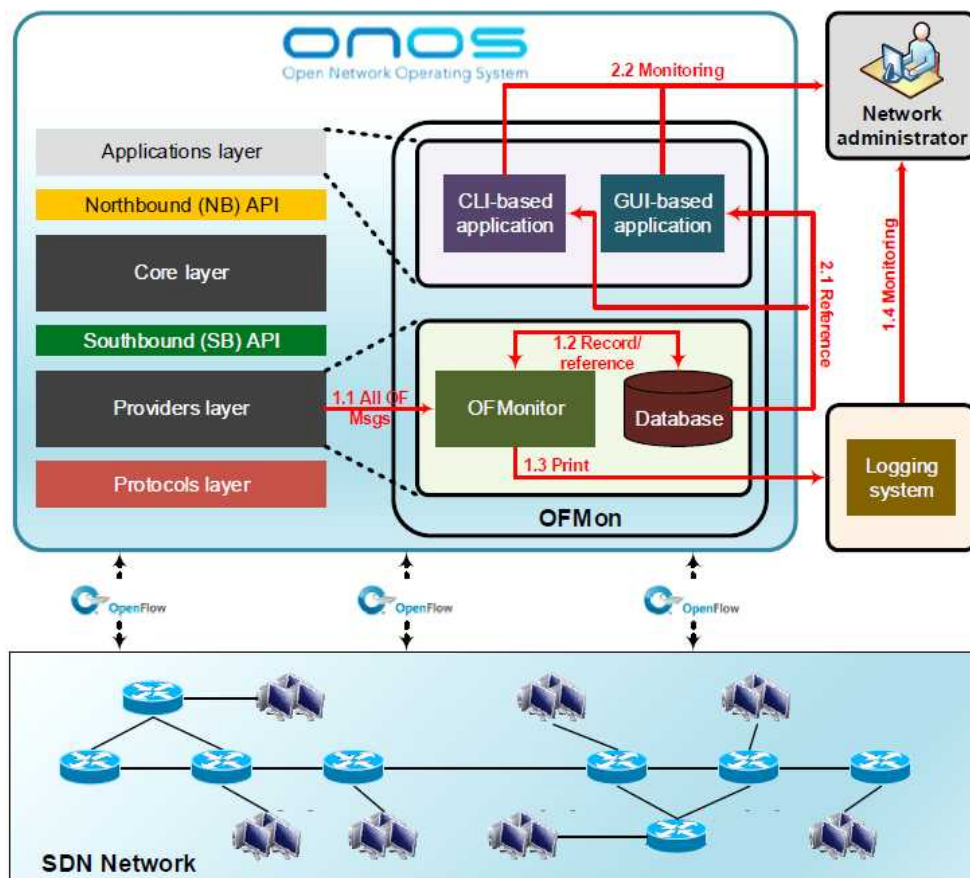 onos
Open Network Operating System
2.2 Monitoring
Network
administrator
Applications layer
Northbound (NB) API
Core layer
Southbound (SB) API
Providers layer
Protocols layer
CLI-based
application
GUI-based
application
2.1 Reference
1.4 Monitoring
1.1 All OF
Msgs
1.2 Record/
reference
OFMonitor
Database
1.3 Print
OFMon
Logging
system
OpenFlow
OpenFlow
OpenFlow
SDN Network